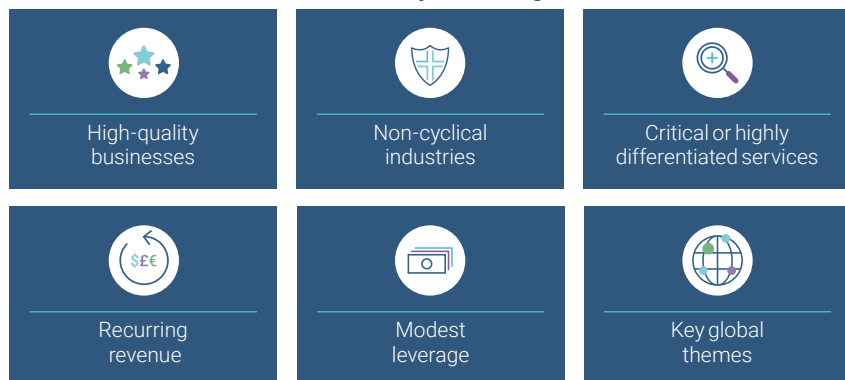 High-quality
businesses
Non-cyclical
industries
Critical or highly
differentiated services
$£€
Recurring
revenue
Modest
leverage
Key global
themes